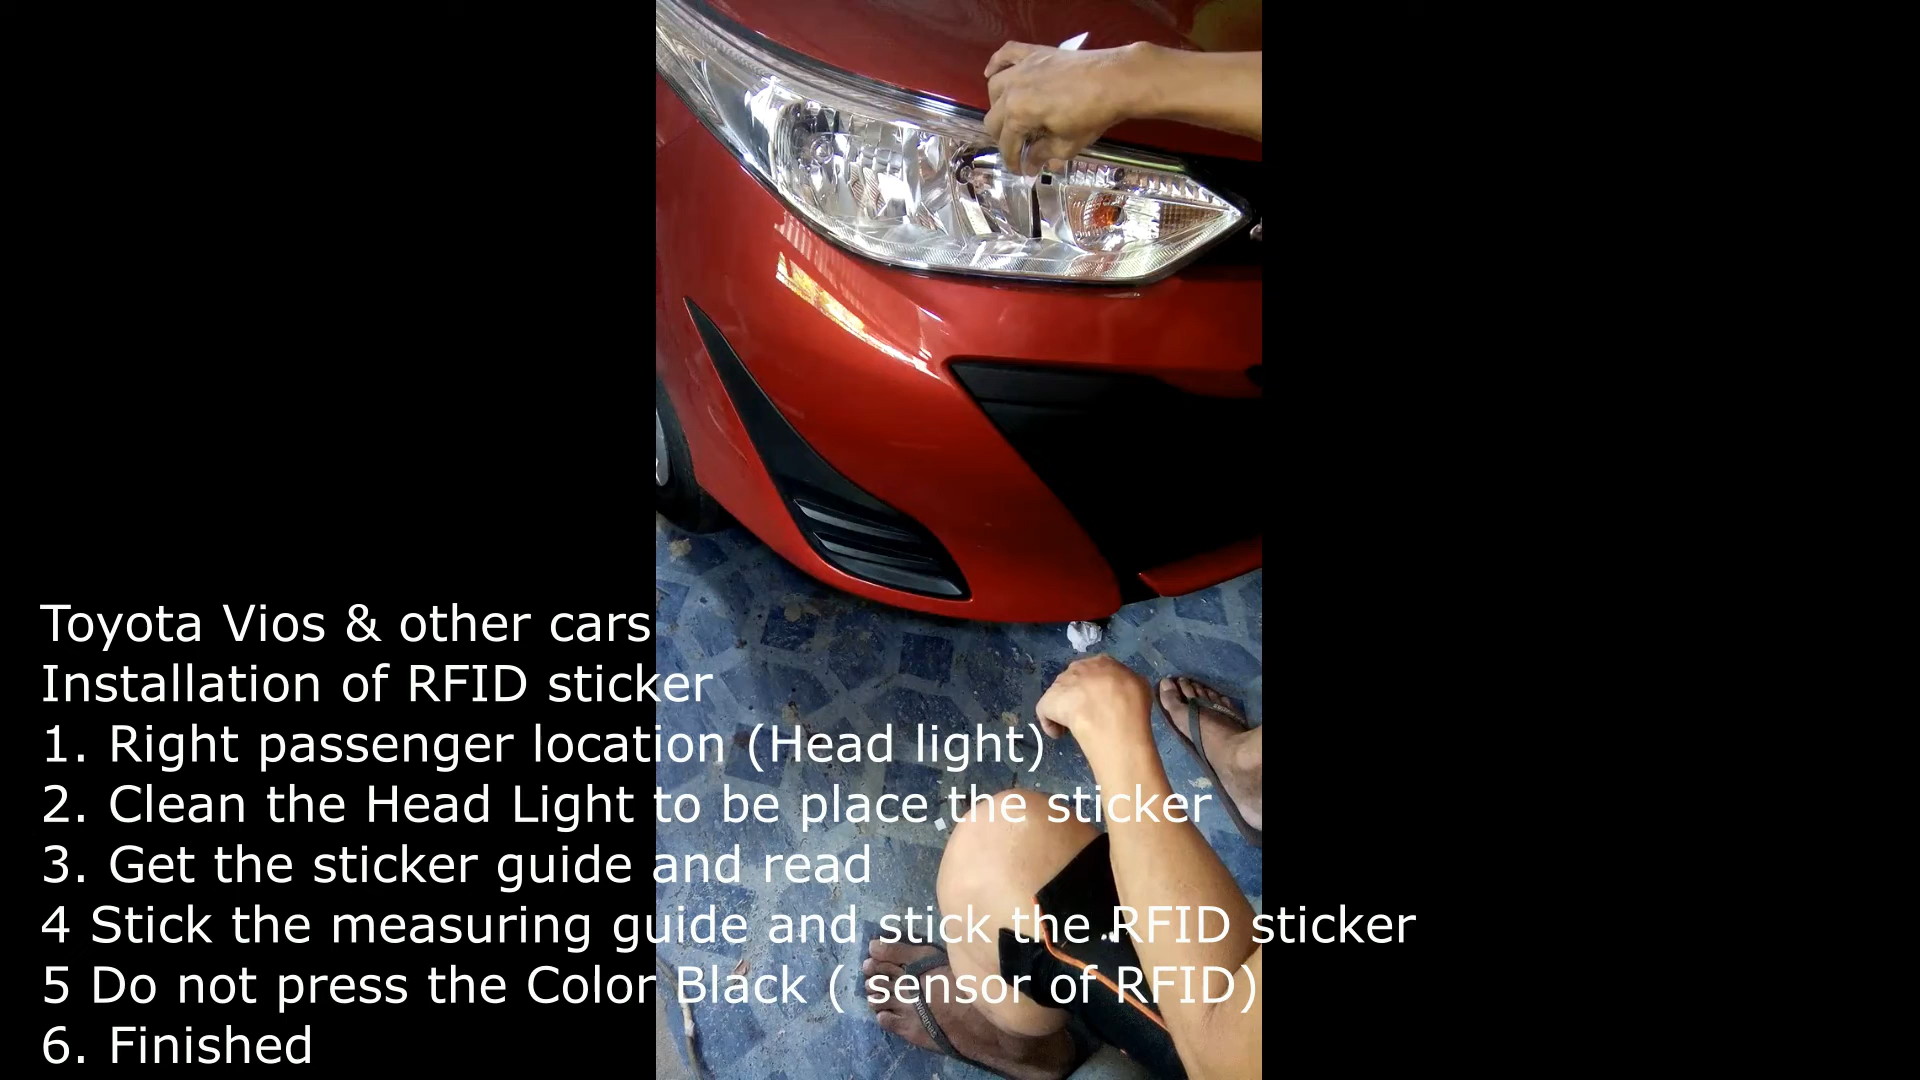 Toyota Vios & other cars
Installation of RFID sticker
1. Right passenger location (Head light)
2. Clean the Head Light to be place the sticker
3. Get the sticker guide and read
4 Stick the measuring guide and stick the RFID sticker
5 Do not press the Color Black ( sensor of RFID)
6. Finished